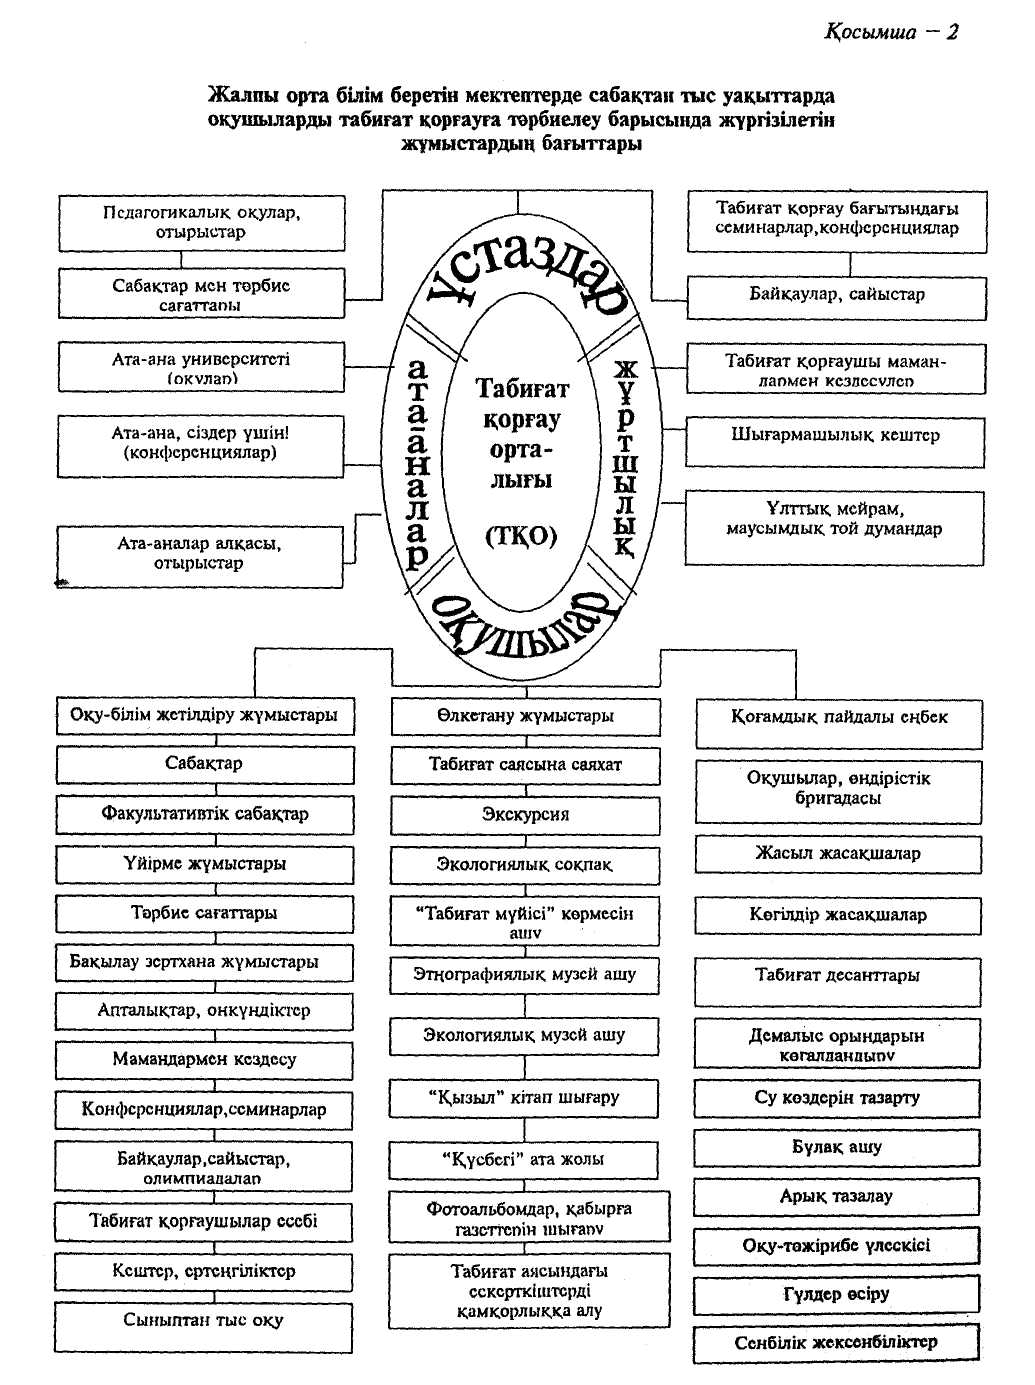 Қосымша – 2
Жалпы орта білім беретін мектептерде сабақтан тыс уақыттарда
оқушыларды табиғат қорғауға тәрбиелеу барысында жүргізілетін
жұмыстардың бағыттары
Педагогикалық оқулар,
отырыстар
Сабақтар мен тәрбие
сағаттары
Ата-ана университеті
(оқулар)
Ата-ана, сіздер үшін!
(конференциялар)
Ата-аналар алқасы,
отырыстар
ұстаздар
ата-аналар
Табиғат
қорғау
орта-
лығы
(ТҚО)
жұртшылық
оқушылар
Табиғат қорғау бағытындағы
семинарлар,конференциялар
Байқаулар, сайыстар
Табиғат қорғаушы маман-
дармен кездесулер
Шығармашылық кештер
Ұлттық мейрам,
маусымдық той думандар
Оқу-білім жетілдіру жұмыстары
Сабақтар
Факультативтік сабақтар
Үйірме жұмыстары
Тәрбие сағаттары
Бақылау зертхана жұмыстары
Апталықтар, онкүндіктер
Мамандармен кездесу
Конференциялар,семинарлар
Байқаулар,сайыстар,
олимпиадалар
Табиғат қорғаушылар есебі
Кештер, ертеңгіліктер
Сыныптан тыс оқу
Өлкетану жұмыстары
Табиғат саясына саяхат
Экскурсия
Экологиялық соқпақ
“Табиғат мүйісі” көрмесін
ашу
Этнографиялық музей ашу
Экологиялық музей ашу
“Қызыл” кітап шығару
“Құсбегі” ата жолы
Фотоальбомдар, қабырға
газеттерін шығару
Табиғат аясындағы
ескерткіштерді
қамқорлыққа алу
Қоғамдық пайдалы еңбек
Оқушылар, өндірістік
бригадасы
Жасыл жасақшалар
Көгілдір жасақшалар
Табиғат десанттары
Демалыс орындарын
көгалдандыру
Су көздерін тазарту
Бұлақ ашу
Арық тазалау
Оқу-тәжірибе үлескісі
Гүлдер өсіру
Сенбілік жексенбіліктер